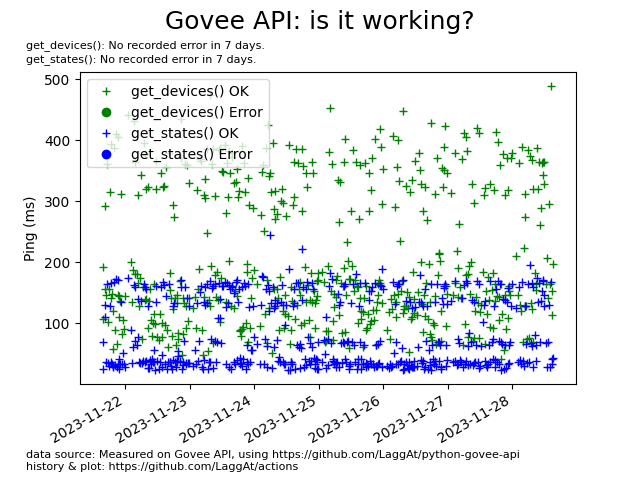 Govee API: is it working?
get_devices(): No recorded error in 7 days.
get_states(): No recorded error in 7 days.
get_devices() OK
get_devices() Error
get_states() OK
get_states() Error
Ping (ms)
500
400
300
200
100
2023-11-22
2023-11-23
2023-11-24
2023-11-25
2023-11-26
2023-11-27
2023-11-28
data source: Measured on Govee API, using https://github.com/LaggAt/python-govee-api
history & plot: https://github.com/LaggAt/actions